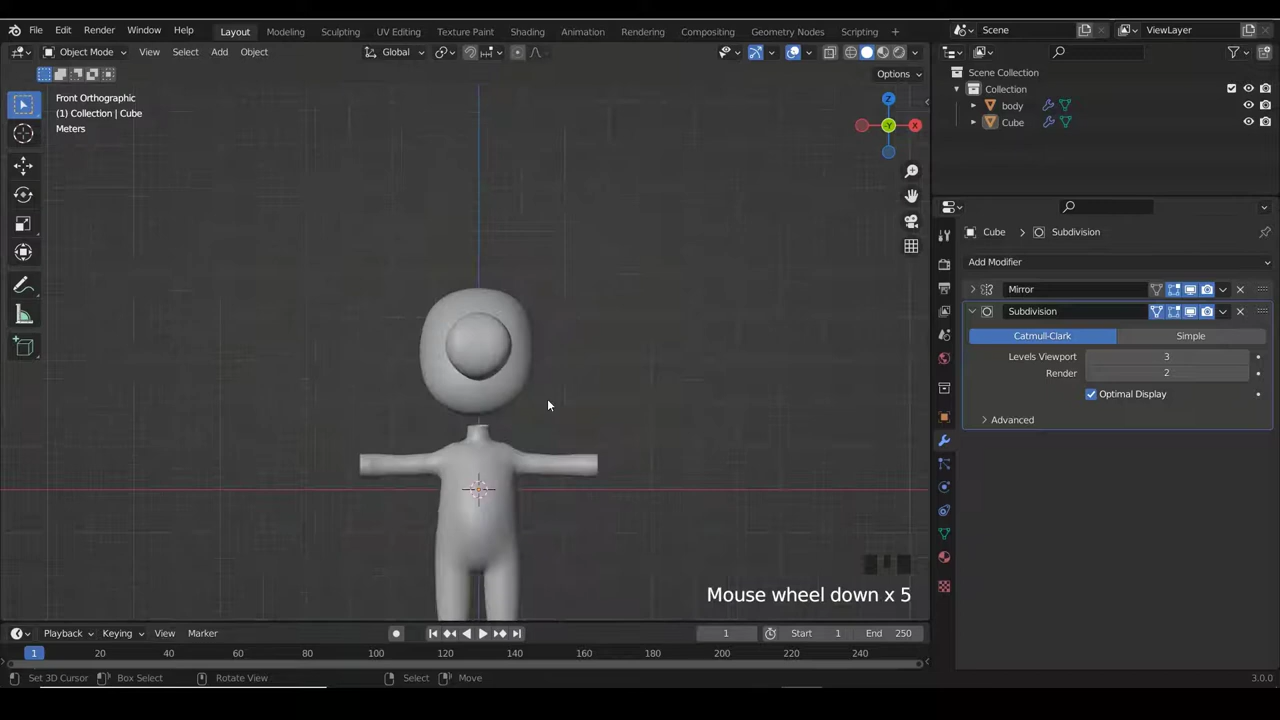 File Edit Render Window Help Layout Modeling Sculpting UV Editing Texture Paint Shading Animation Rendering Compositing Geometry Nodes Scripting + Scene ViewLayer
Object Mode View Select Add Object Global
Options
Front Orthographic
(1) Collection | Cube
Meters
Z
-Y
X
Mouse wheel down x 5
Scene Collection
Collection
body
Cube
Cube > Subdivision
Add Modifier
Mirror
Subdivision
Catmull-Clark Simple
Levels Viewport 3
Render 2
Optimal Display
Advanced
Playback Keying View Marker 1 Start 1 End 250
1 20 40 60 80 100 120 140 160 180 200 220 240
Set 3D Cursor Box Select Rotate View Select Move 3.0.0